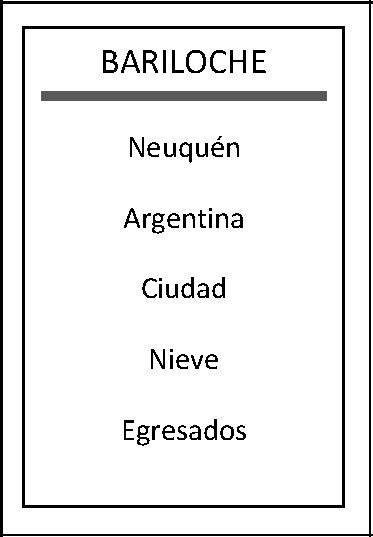 BARILOCHE
Neuquén
Argentina
Ciudad
Nieve
Egresados